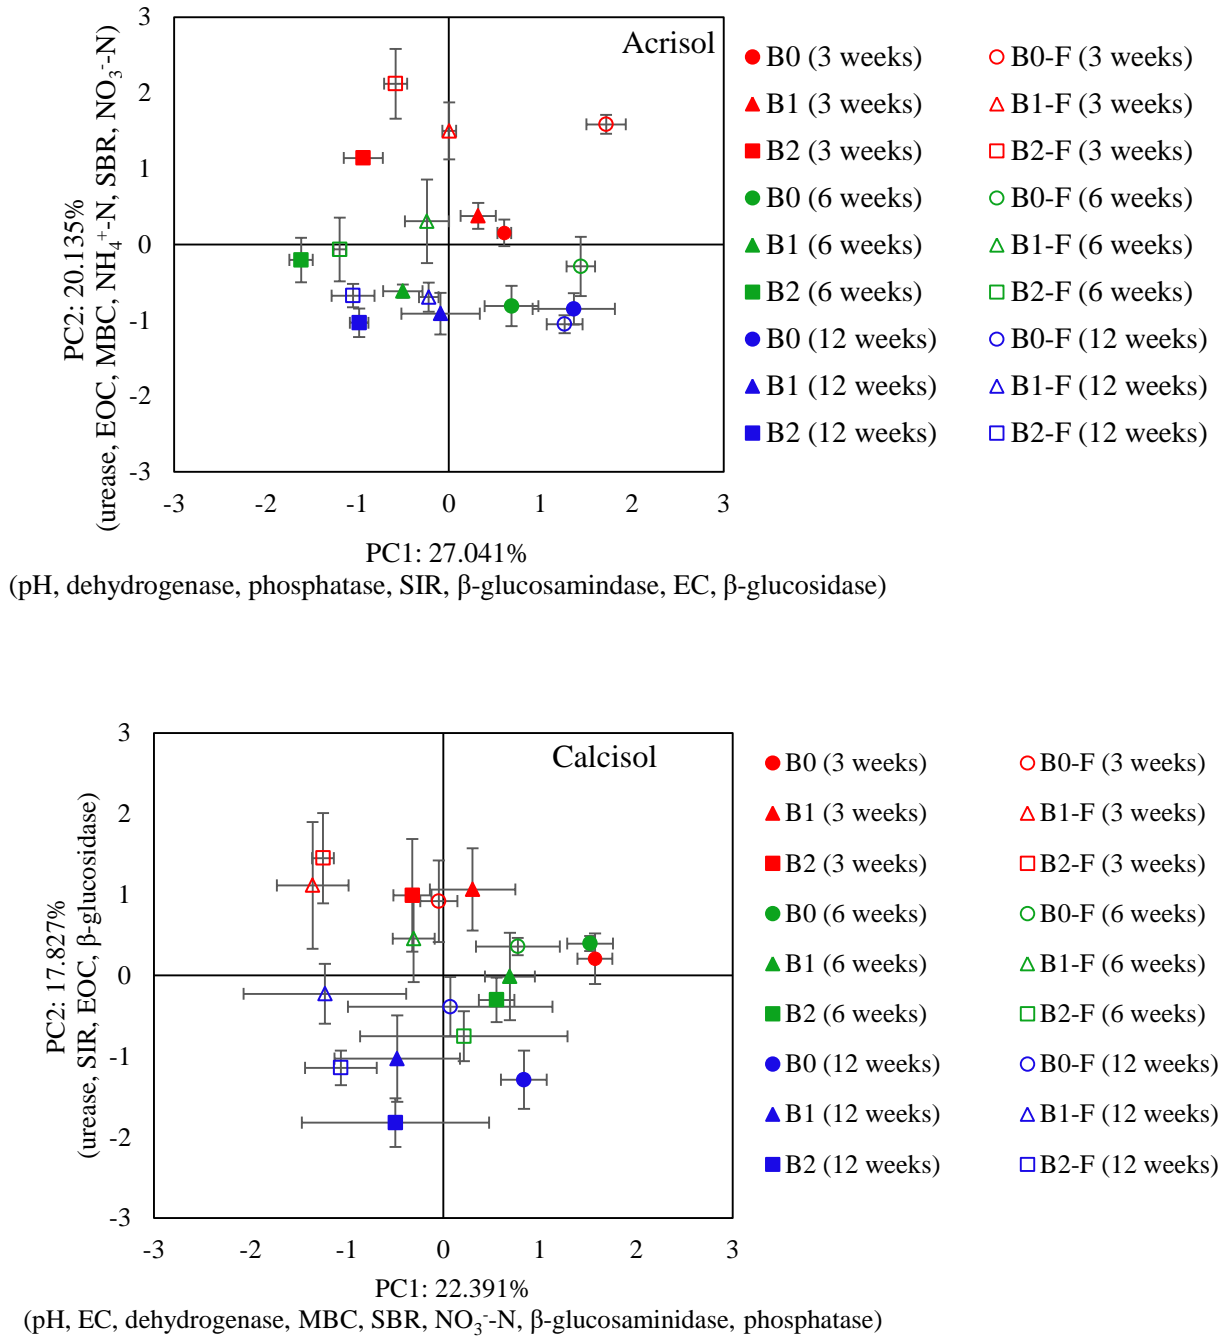 Acrisol
3
2
1
0
-1
-2
-3
-3
-2
-1
0
1
2
3
PC2: 20.135%
(urease, EOC, MBC, NH₄⁺-N, SBR, NO₃⁻-N)
PC1: 27.041%
(pH, dehydrogenase, phosphatase, SIR, β-glucosamindase, EC, β-glucosidase)
B0 (3 weeks)
B0-F (3 weeks)
B1 (3 weeks)
B1-F (3 weeks)
B2 (3 weeks)
B2-F (3 weeks)
B0 (6 weeks)
B0-F (6 weeks)
B1 (6 weeks)
B1-F (6 weeks)
B2 (6 weeks)
B2-F (6 weeks)
B0 (12 weeks)
B0-F (12 weeks)
B1 (12 weeks)
B1-F (12 weeks)
B2 (12 weeks)
B2-F (12 weeks)
Calcisol
3
2
1
0
-1
-2
-3
-3
-2
-1
0
1
2
3
PC2: 17.827%
(urease, SIR, EOC, β-glucosidase)
PC1: 22.391%
(pH, EC, dehydrogenase, MBC, SBR, NO₃⁻-N, β-glucosaminidase, phosphatase)
B0 (3 weeks)
B0-F (3 weeks)
B1 (3 weeks)
B1-F (3 weeks)
B2 (3 weeks)
B2-F (3 weeks)
B0 (6 weeks)
B0-F (6 weeks)
B1 (6 weeks)
B1-F (6 weeks)
B2 (6 weeks)
B2-F (6 weeks)
B0 (12 weeks)
B0-F (12 weeks)
B1 (12 weeks)
B1-F (12 weeks)
B2 (12 weeks)
B2-F (12 weeks)